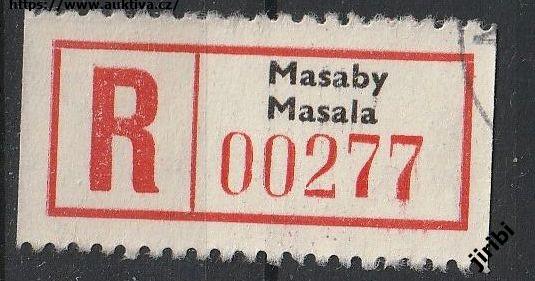 https://www.auktiva.cz/
R
Masaby
Masala
00277
jiribi